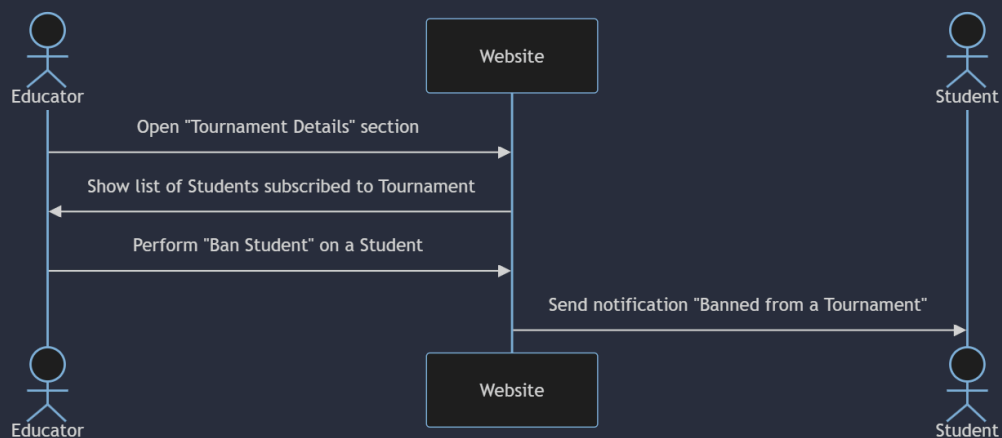 Website
Educator
Student
Open "Tournament Details" section
Show list of Students subscribed to Tournament
Perform "Ban Student" on a Student
Send notification "Banned from a Tournament"
Website
Educator
Student